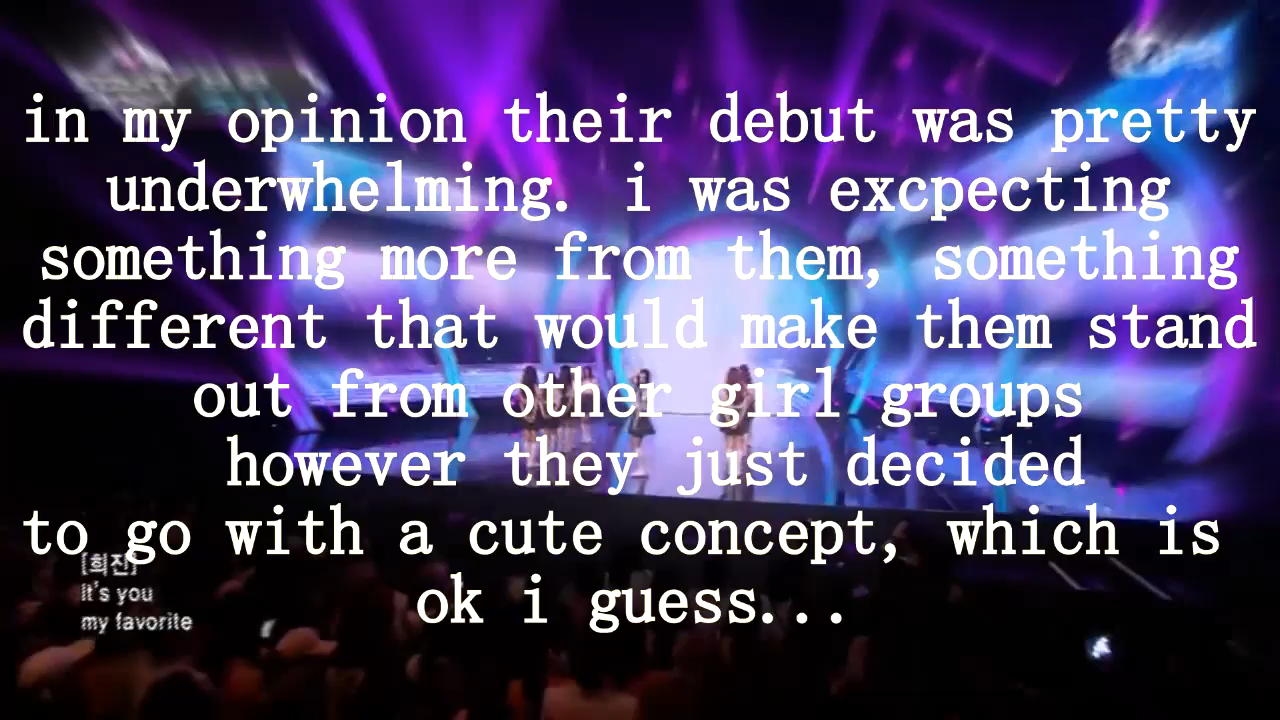 in my opinion their debut was pretty
underwhelming. i was excpecting
something more from them, something
different that would make them stand
out from other girl groups
however they just decided
to go with a cute concept, which is
ok i guess...
[희진]
it's you
my favorite